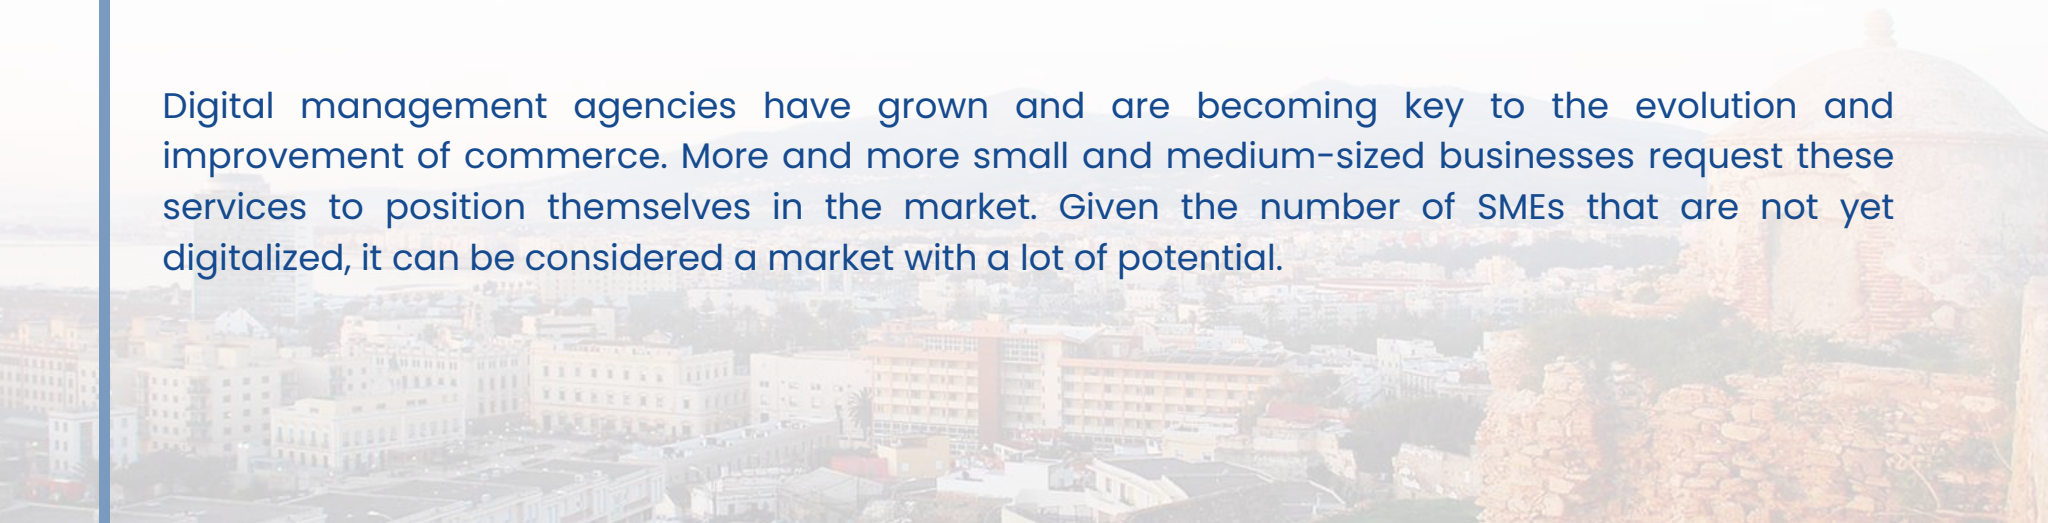 Digital management agencies have grown and are becoming key to the evolution and
improvement of commerce. More and more small and medium-sized businesses request these
services to position themselves in the market. Given the number of SMEs that are not yet
digitalized, it can be considered a market with a lot of potential.